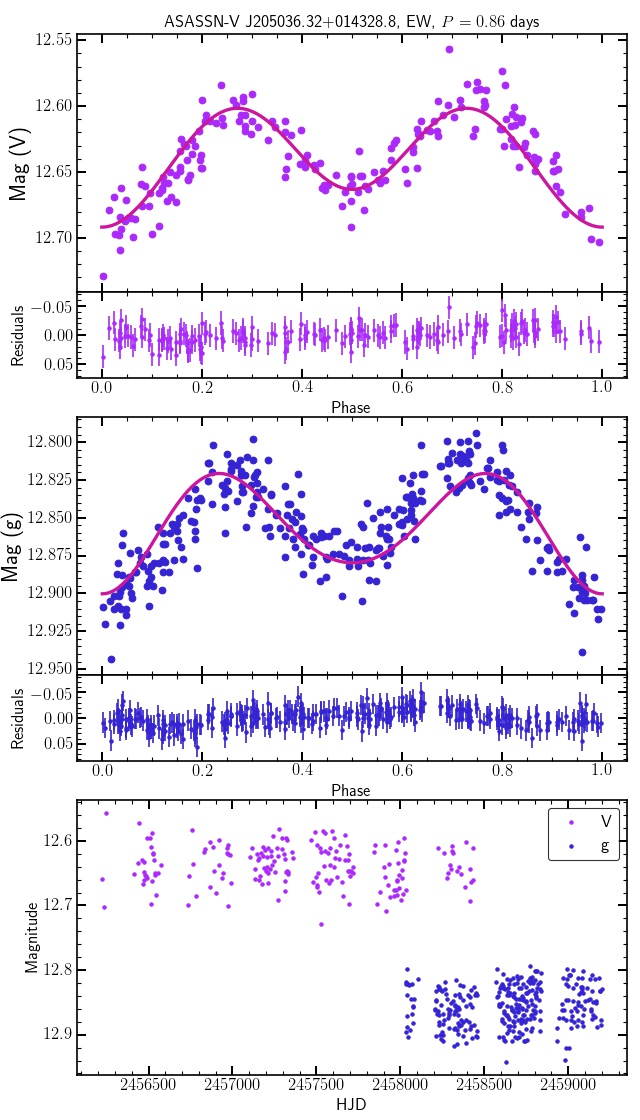 ASASSN-V J205036.32+014328.8, EW, P = 0.86 days
12.55
12.60
12.65
12.70
Mag (V)
−0.05
0.00
0.05
Residuals
0.0 0.2 0.4 0.6 0.8 1.0
Phase
12.800
12.825
12.850
12.875
12.900
12.925
12.950
Mag (g)
−0.05
0.00
0.05
Residuals
0.0 0.2 0.4 0.6 0.8 1.0
Phase
V
g
12.6
12.7
12.8
12.9
Magnitude
2456500 2457000 2457500 2458000 2458500 2459000
HJD